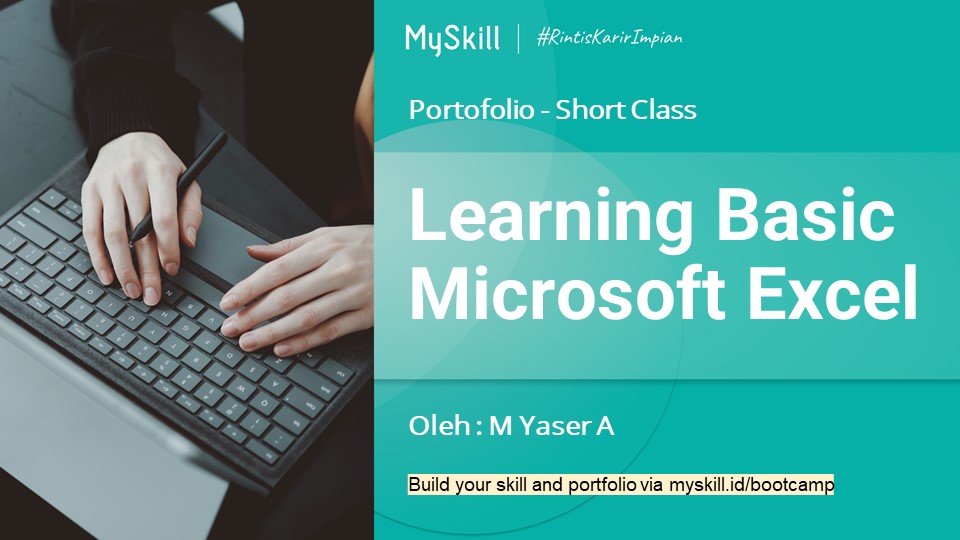 MySkill | #RintisKarirImpian
Portofolio - Short Class
Learning Basic
Microsoft Excel
Oleh : M Yaser A
Build your skill and portfolio via myskill.id/bootcamp